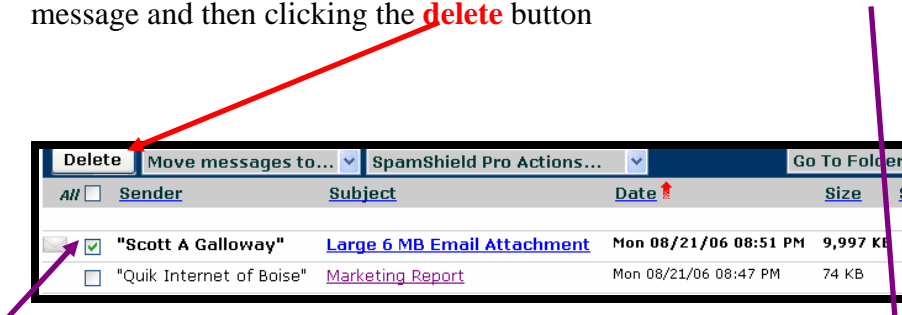 message and then clicking the delete button
Delete Move messages to... SpamShield Pro Actions... Go To Folder
All Sender Subject Date Size
"Scott A Galloway" Large 6 MB Email Attachment Mon 08/21/06 08:51 PM 9,997 KB
"Quik Internet of Boise" Marketing Report Mon 08/21/06 08:47 PM 74 KB